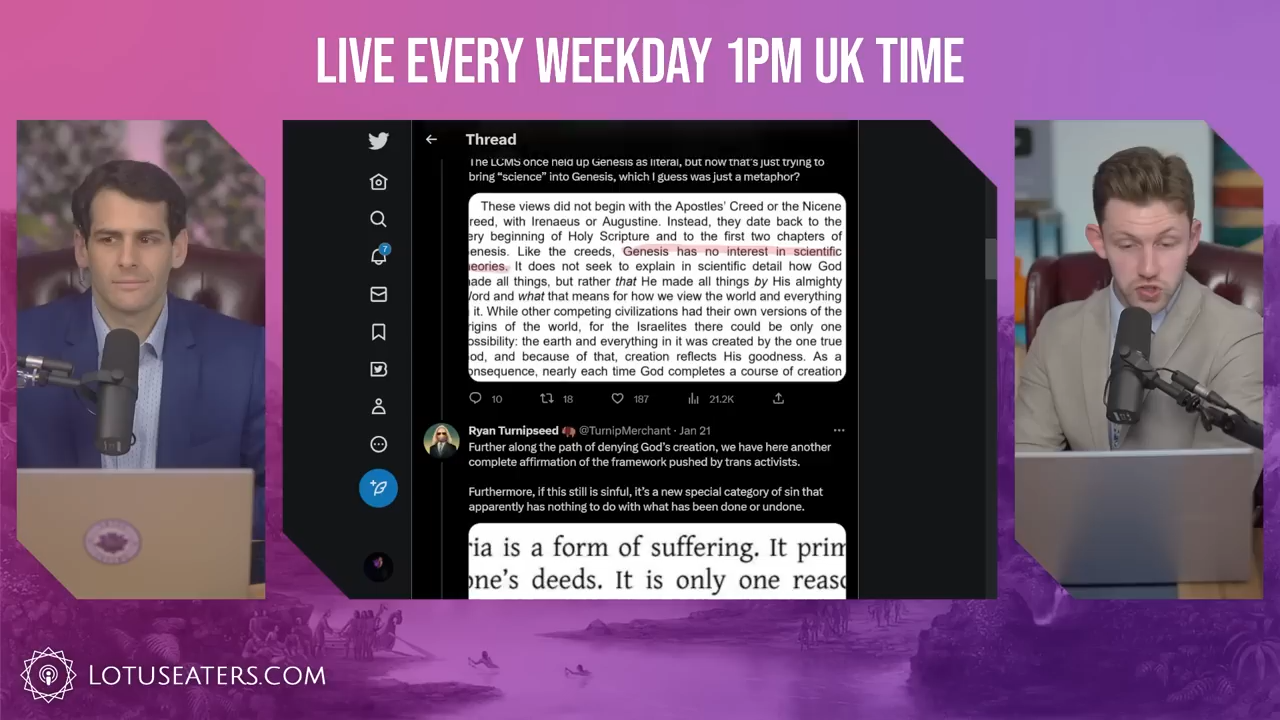 LIVE EVERY WEEKDAY 1PM UK TIME
Thread
The LCMS once held up Genesis as literal, but now that's just trying to
bring “science” into Genesis, which I guess was just a metaphor?
These views did not begin with the Apostles' Creed or the Nicene
reed, with Irenaeus or Augustine. Instead, they date back to the
ery beginning of Holy Scripture and to the first two chapters of
enesis. Like the creeds, Genesis has no interest in scientific
eories. It does not seek to explain in scientific detail how God
ade all things, but rather that He made all things by His almighty
ord and what that means for how we view the world and everything
it. While other competing civilizations had their own versions of the
rigins of the world, for the Israelites there could be only one
ossibility: the earth and everything in it was created by the one true
od, and because of that, creation reflects His goodness. As a
onsequence, nearly each time God completes a course of creation
10 18 187 21.2K
7
Ryan Turnipseed @TurnipMerchant · Jan 21
Further along the path of denying God's creation, we have here another
complete affirmation of the framework pushed by trans activists.
Furthermore, if this still is sinful, it's a new special category of sin that
apparently has nothing to do with what has been done or undone.
ria is a form of suffering. It prim
one's deeds. It is only one reas
LOTUSEATERS.COM